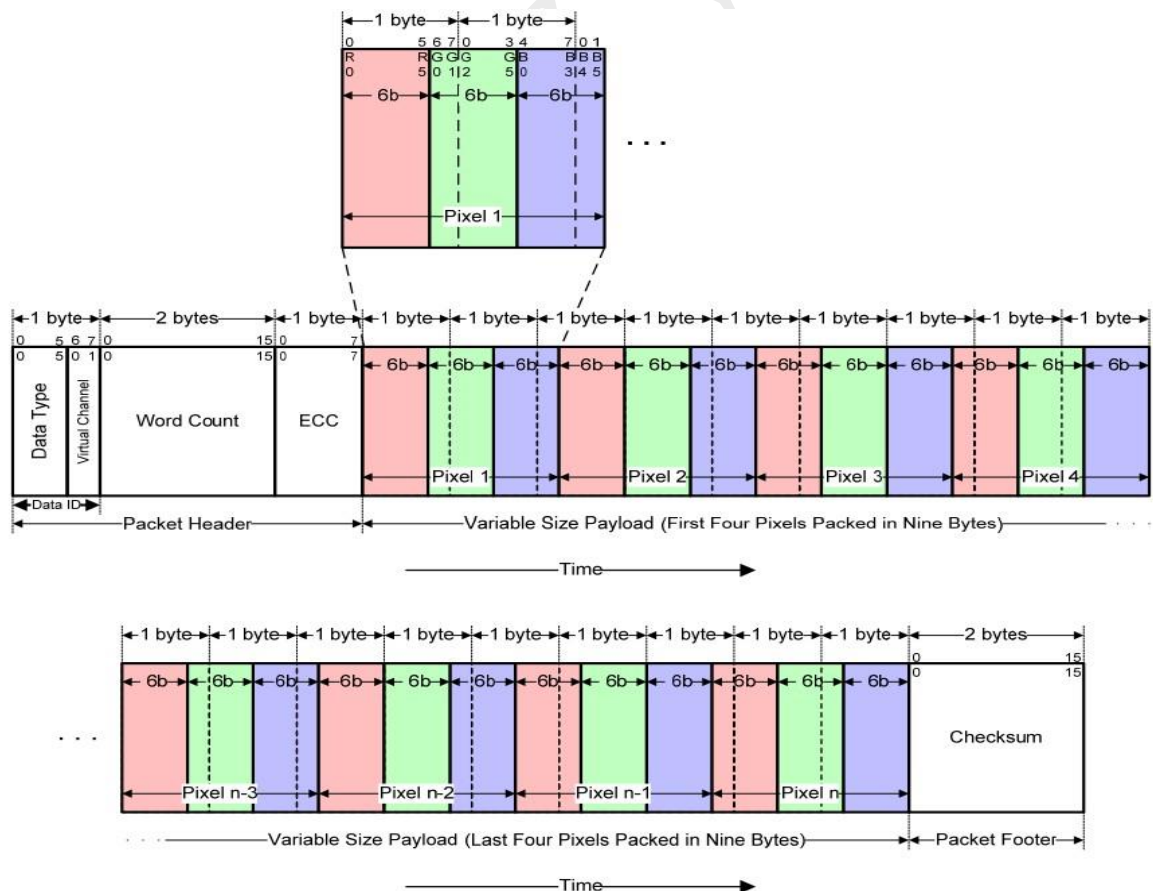 1 byte 1 byte
0 5 6 7 0 3 4 7 0 1
R R G G G G B B B B
0 5 0 1 2 5 0 3 4 5
6b 6b 6b
. . .
Pixel 1
1 byte 2 bytes 1 byte 1 byte 1 byte 1 byte 1 byte 1 byte 1 byte 1 byte 1 byte 1 byte
0 5 6 7 0 15 0 7
0 5 0 1 0 15 0 7
6b 6b 6b 6b 6b 6b 6b 6b 6b 6b 6b 6b
Data Type
Virtual Channel
Word Count
ECC
Pixel 1 Pixel 2 Pixel 3 Pixel 4
Data ID
Packet Header
Variable Size Payload (First Four Pixels Packed in Nine Bytes)
. . .
Time
1 byte 1 byte 1 byte 1 byte 1 byte 1 byte 1 byte 1 byte 1 byte 2 bytes
0 15
0 15
6b 6b 6b 6b 6b 6b 6b 6b 6b 6b 6b 6b
. . .
Checksum
Pixel n-3 Pixel n-2 Pixel n-1 Pixel n
. . .
Variable Size Payload (Last Four Pixels Packed in Nine Bytes)
Packet Footer
Time